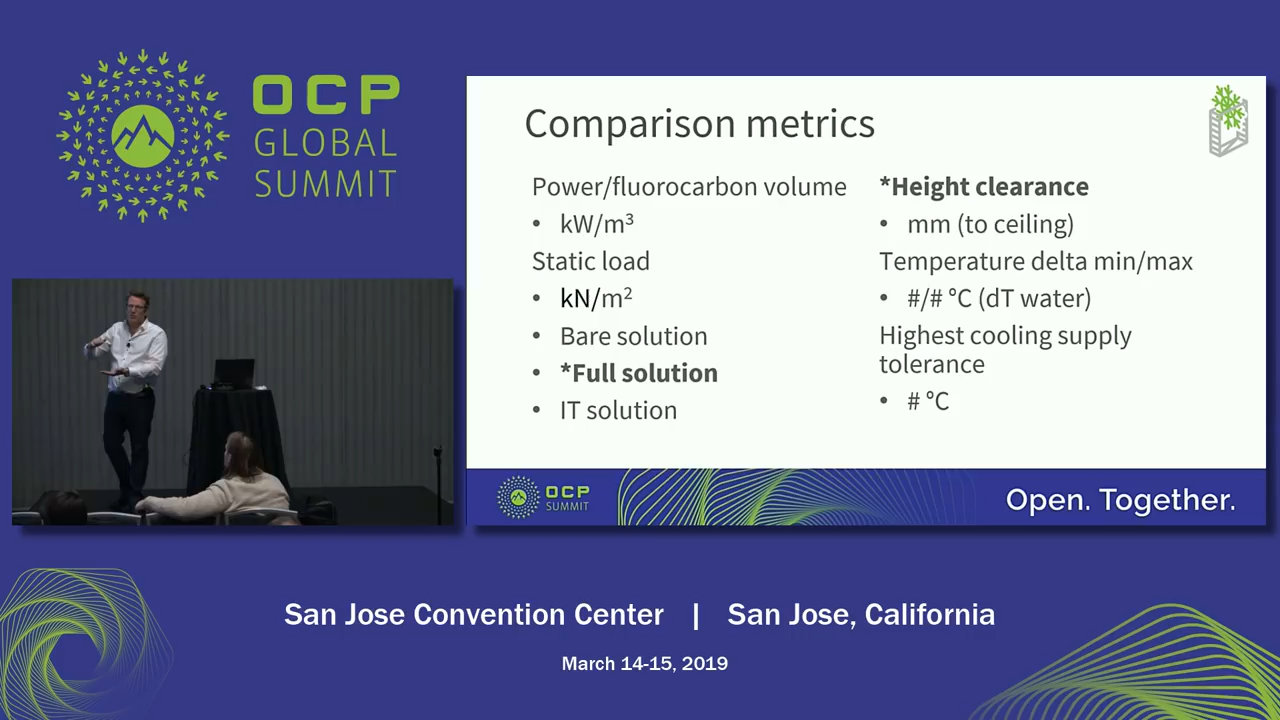 OCP
GLOBAL
SUMMIT
Comparison metrics
Power/fluorocarbon volume
• kW/m³
Static load
• kN/m²
• Bare solution
• *Full solution
• IT solution
*Height clearance
• mm (to ceiling)
Temperature delta min/max
• #/# °C (dT water)
Highest cooling supply
tolerance
• # °C
OCP
SUMMIT
Open. Together.
San Jose Convention Center | San Jose, California
March 14-15, 2019